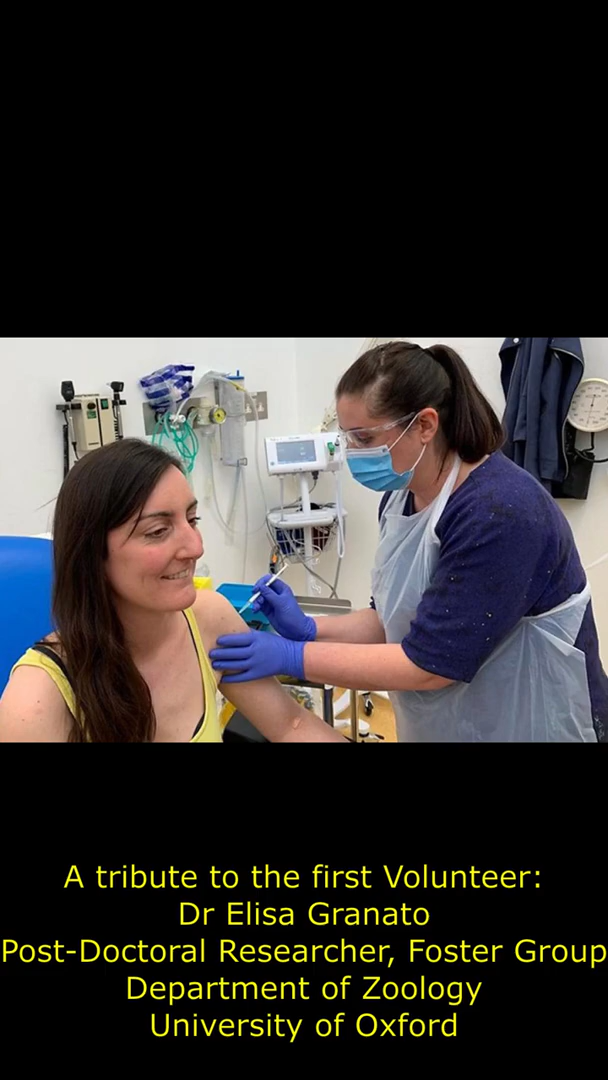 A tribute to the first Volunteer:
Dr Elisa Granato
Post-Doctoral Researcher, Foster Group
Department of Zoology
University of Oxford